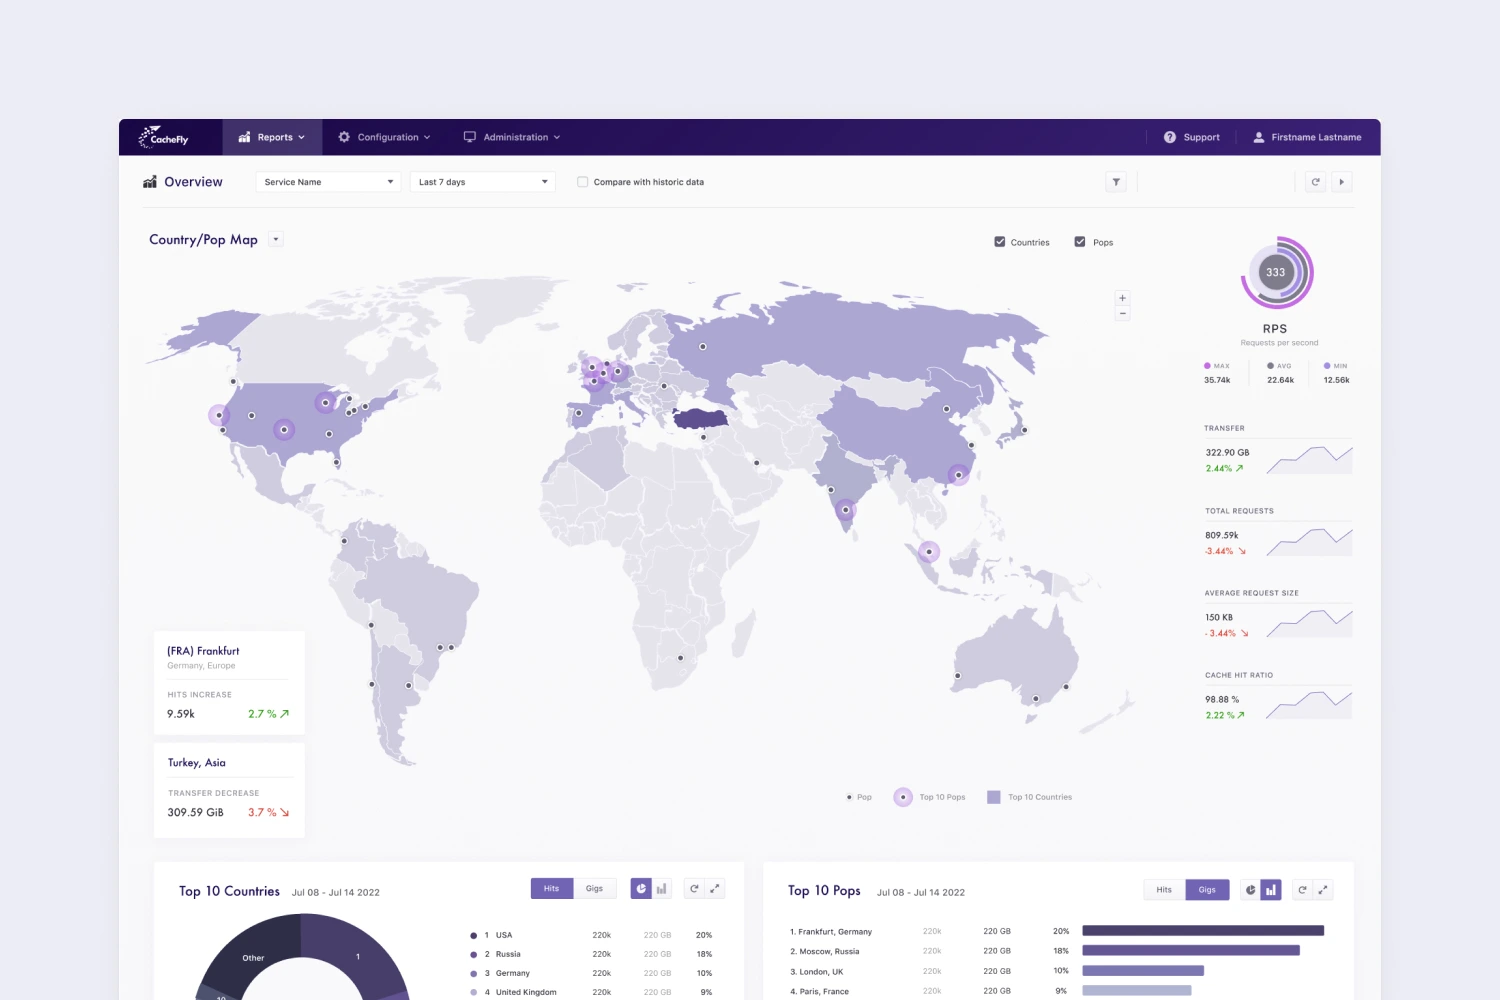 CacheFly
Reports
Configuration
Administration
Support
Firstname Lastname
Overview
Service Name
Last 7 days
Compare with historic data
Country/Pop Map
Countries
Pops
+
−
333
RPS
Requests per second
MAX
AVG
MIN
35.74k
22.64k
12.56k
TRANSFER
322.90 GB
2.44%
TOTAL REQUESTS
809.59k
-3.44%
AVERAGE REQUEST SIZE
150 KB
- 3.44%
CACHE HIT RATIO
98.88 %
2.22 %
(FRA) Frankfurt
Germany, Europe
HITS INCREASE
9.59k 2.7 %
Turkey, Asia
TRANSFER DECREASE
309.59 GiB 3.7 %
Pop
Top 10 Pops
Top 10 Countries
Top 10 Countries Jul 08 - Jul 14 2022
Hits Gigs
Other
1
10
1 USA 220k 220 GB 20%
2 Russia 220k 220 GB 18%
3 Germany 220k 220 GB 10%
4 United Kingdom 220k 220 GB 9%
Top 10 Pops Jul 08 - Jul 14 2022
Hits Gigs
1. Frankfurt, Germany 220k 220 GB 20%
2. Moscow, Russia 220k 220 GB 18%
3. London, UK 220k 220 GB 10%
4. Paris, France 220k 220 GB 9%